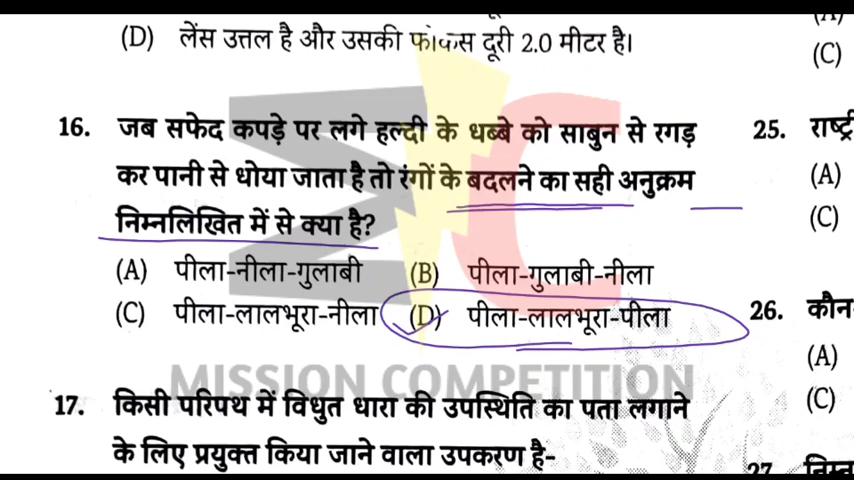 (D) लेंस उत्तल है और उसकी फोकस दूरी 2.0 मीटर है।
(A)
(C)
16. जब सफेद कपड़े पर लगे हल्दी के धब्बे को साबुन से रगड़
कर पानी से धोया जाता है तो रंगों के बदलने का सही अनुक्रम
निम्नलिखित में से क्या है?
(A) पीला-नीला-गुलाबी (B) पीला-गुलाबी-नीला
(C) पीला-लालभूरा-नीला (D) पीला-लालभूरा-पीला
MISSION COMPETITION
17. किसी परिपथ में विधुत धारा की उपस्थिति का पता लगाने
के लिए प्रयुक्त किया जाने वाला उपकरण है-
25. राष्ट्री
(A)
(C)
26. कौन
(A)
(C)
27. निम्न